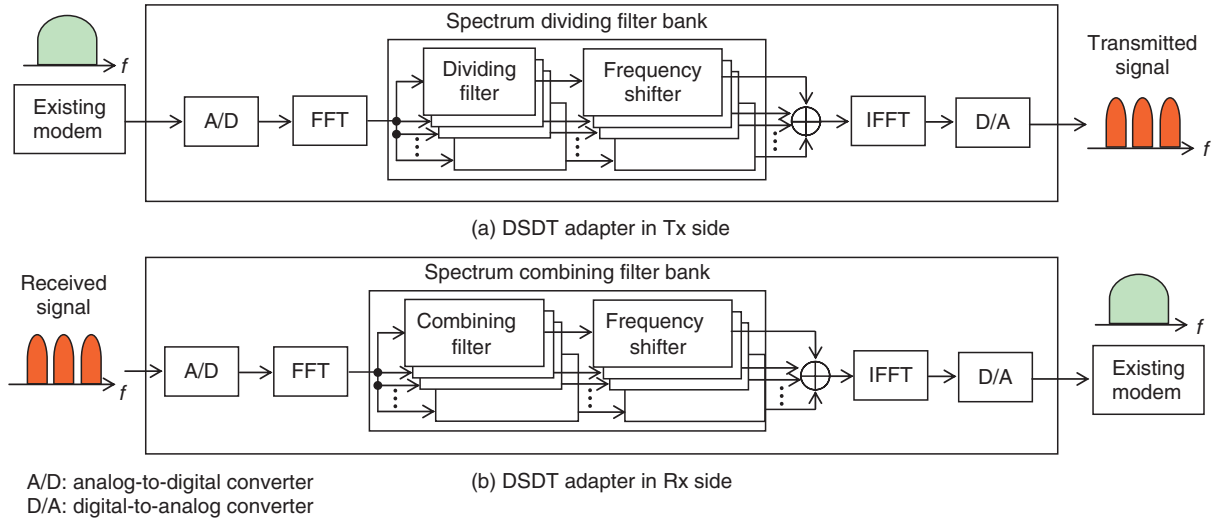 Spectrum dividing filter bank
f
Existing
modem
A/D
FFT
Dividing
filter
Frequency
shifter
IFFT
D/A
Transmitted
signal
f
(a) DSDT adapter in Tx side
Spectrum combining filter bank
Received
signal
f
A/D
FFT
Combining
filter
Frequency
shifter
IFFT
D/A
f
Existing
modem
(b) DSDT adapter in Rx side
A/D: analog-to-digital converter
D/A: digital-to-analog converter